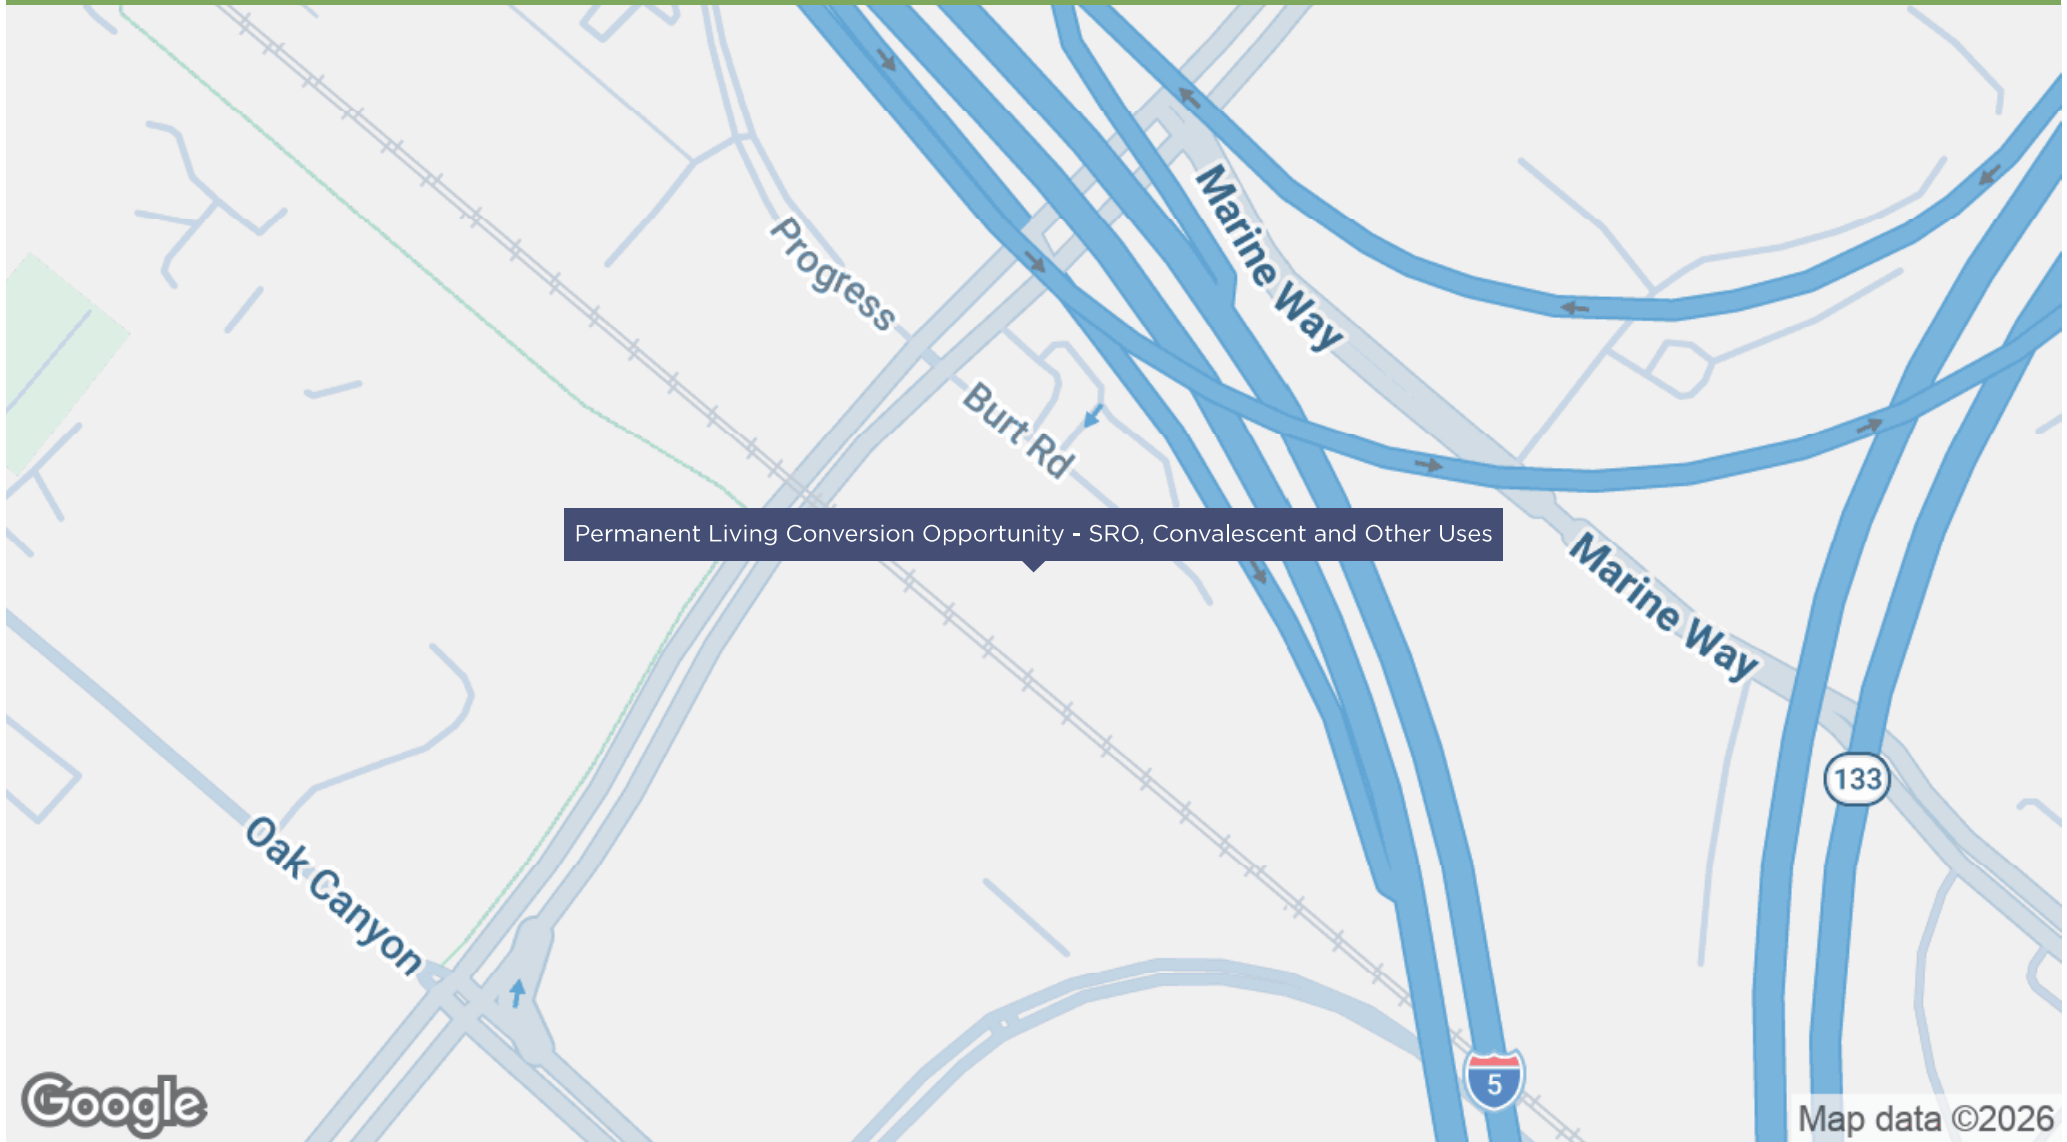 Marine Way
Progress
Burt Rd
Permanent Living Conversion Opportunity - SRO, Convalescent and Other Uses
Marine Way
133
Oak Canyon
5
Google
Map data ©2026